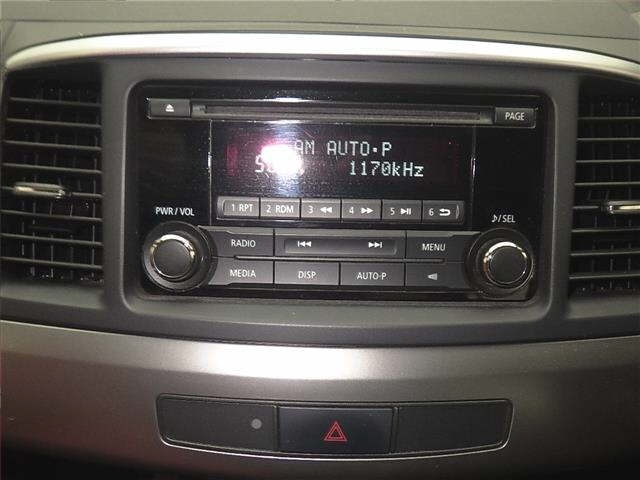 PAGE
AM AUTO•P
1170kHz
1 RPT 2 RDM 3 ◀◀ 4 ▶▶ 5 ▶II 6
PWR / VOL
♪/SEL
RADIO MENU
MEDIA DISP AUTO-P